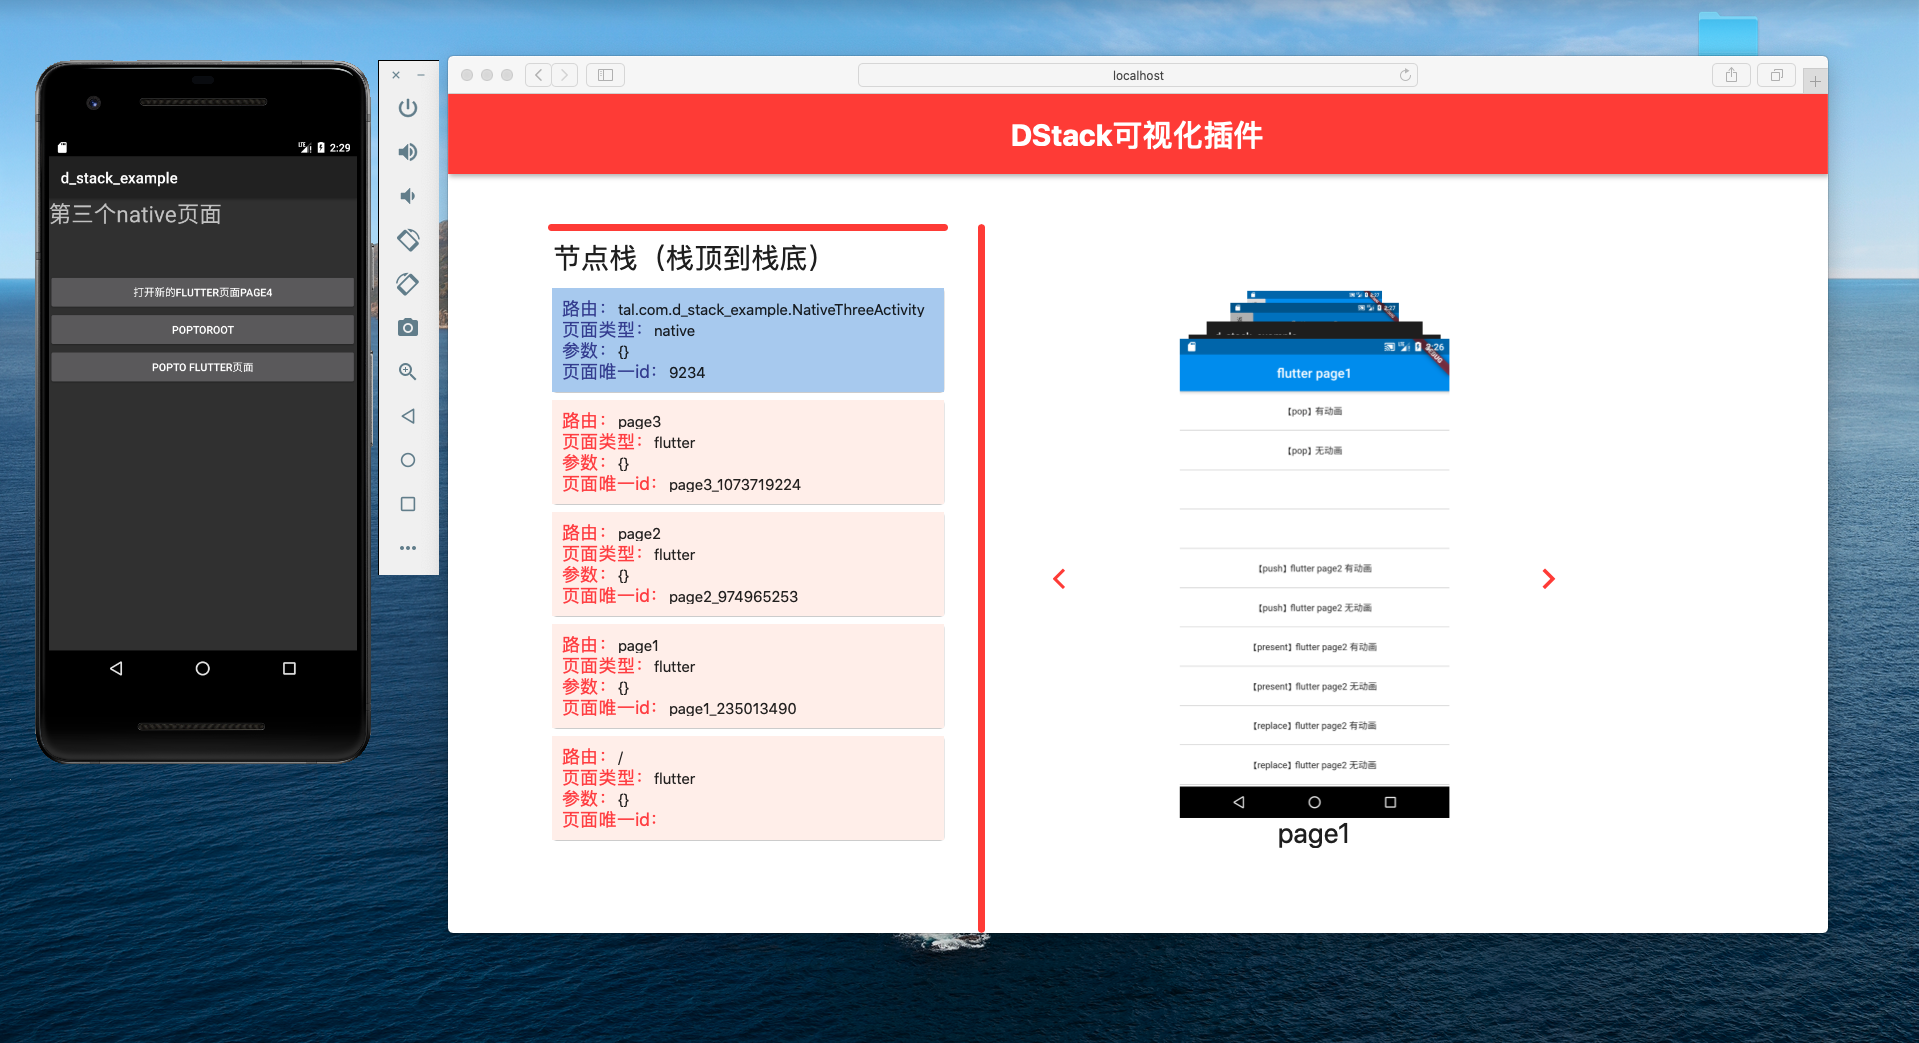 2:29
d_stack_example
第三个native页面
打开新的FLUTTER页面PAGE4
POPTOROOT
POPTO FLUTTER页面
localhost
DStack可视化插件
节点栈（栈顶到栈底）
路由：tal.com.d_stack_example.NativeThreeActivity
页面类型：native
参数：{}
页面唯一id：9234
路由：page3
页面类型：flutter
参数：{}
页面唯一id：page3_1073719224
路由：page2
页面类型：flutter
参数：{}
页面唯一id：page2_974965253
路由：page1
页面类型：flutter
参数：{}
页面唯一id：page1_235013490
路由：/
页面类型：flutter
参数：{}
页面唯一id：
2:27
2:27
2:26
flutter page1
【pop】有动画
【pop】无动画
【push】flutter page2 有动画
【push】flutter page2 无动画
【present】flutter page2 有动画
【present】flutter page2 无动画
【replace】flutter page2 有动画
【replace】flutter page2 无动画
page1